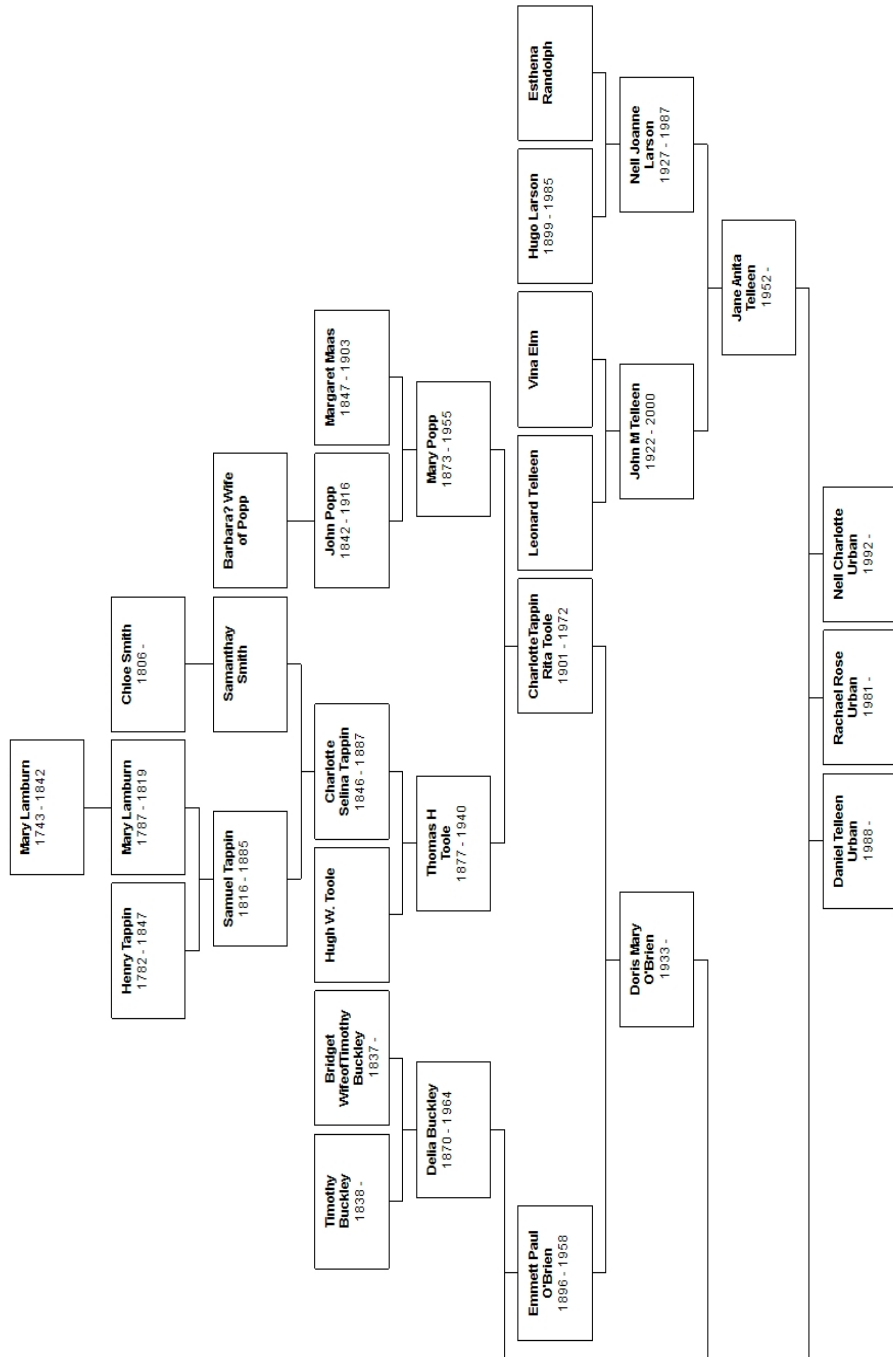 Mary Lamburn
1743 - 1842
Henry Tappin
1782 - 1847
Mary Lamburn
1787 - 1819
Chloe Smith
1806 -
Samuel Tappin
1816 - 1885
Samanthay
Smith
Barbara? Wife
of Popp
Timothy
Buckley
1838 -
Bridget
WifeofTimothy
Buckley
1837 -
Hugh W. Toole
Charlotte
Selina Tappin
1846 - 1887
John Popp
1842 - 1916
Margaret Maas
1847 - 1903
Delia Buckley
1870 - 1964
Thomas H
Toole
1877 - 1940
Mary Popp
1873 - 1955
Emmett Paul
O'Brien
1896 - 1958
CharlotteTappin
Rita Toole
1901 - 1972
Leonard Telleen
Vina Elm
Hugo Larson
1899 - 1985
Esthena
Randolph
Doris Mary
O'Brien
1933 -
John M Telleen
1922 - 2000
Nell Joanne
Larson
1927 - 1987
Jane Anita
Telleen
1952 -
Daniel Telleen
Urban
1988 -
Rachael Rose
Urban
1981 -
Nell Charlotte
Urban
1992 -